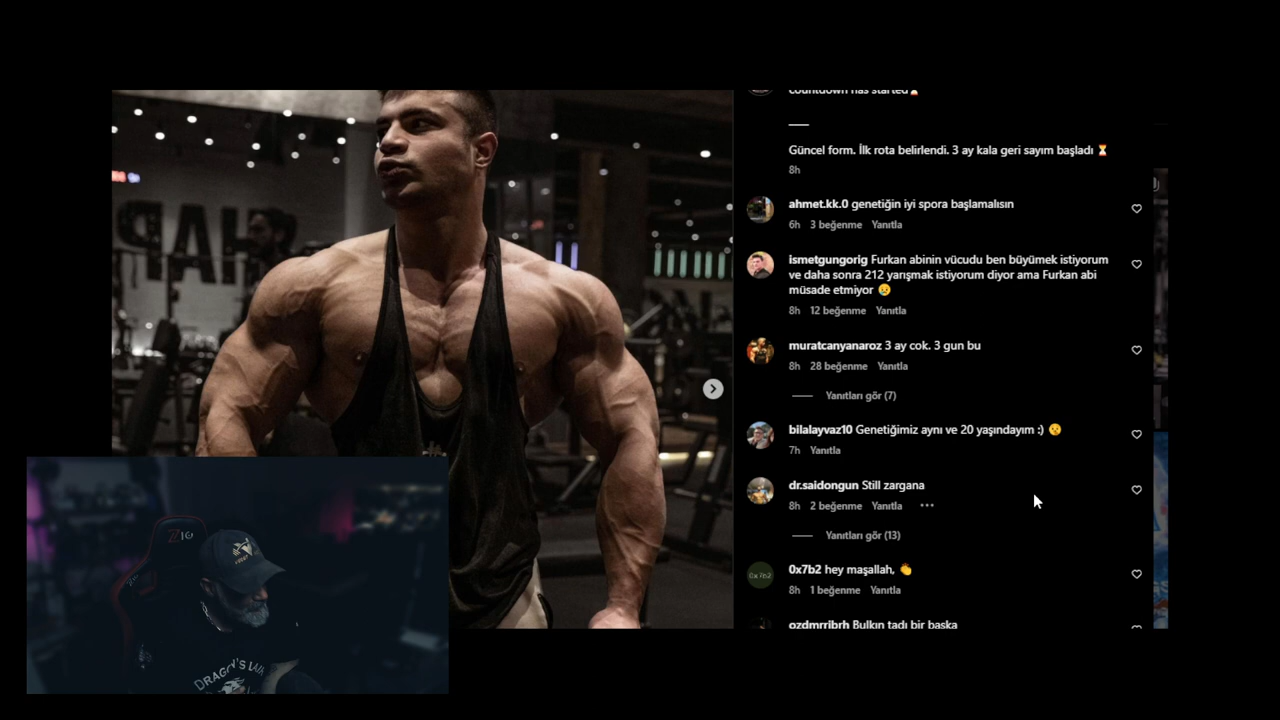 countdown has started⏳
Güncel form. İlk rota belirlendi. 3 ay kala geri sayım başladı ⏳
8h
ahmet.kk.0 genetiğin iyi spora başlamalısın
6h 3 beğenme Yanıtla
ismetgungorig Furkan abinin vücudu ben büyümek istiyorum
ve daha sonra 212 yarışmak istiyorum diyor ama Furkan abi
müsade etmiyor 😢
8h 12 beğenme Yanıtla
muratcanyanaroz 3 ay cok. 3 gun bu
8h 28 beğenme Yanıtla
Yanıtları gör (7)
bilalayvaz10 Genetiğimiz aynı ve 20 yaşındayım :) 😮
7h Yanıtla
dr.saidongun Still zargana
8h 2 beğenme Yanıtla •••
Yanıtları gör (13)
0x7b2 hey maşallah, 👏
8h 1 beğenme Yanıtla
ozdmrribrh Bulkın tadı bir başka
0x7b2
DRAGON'S LAIR